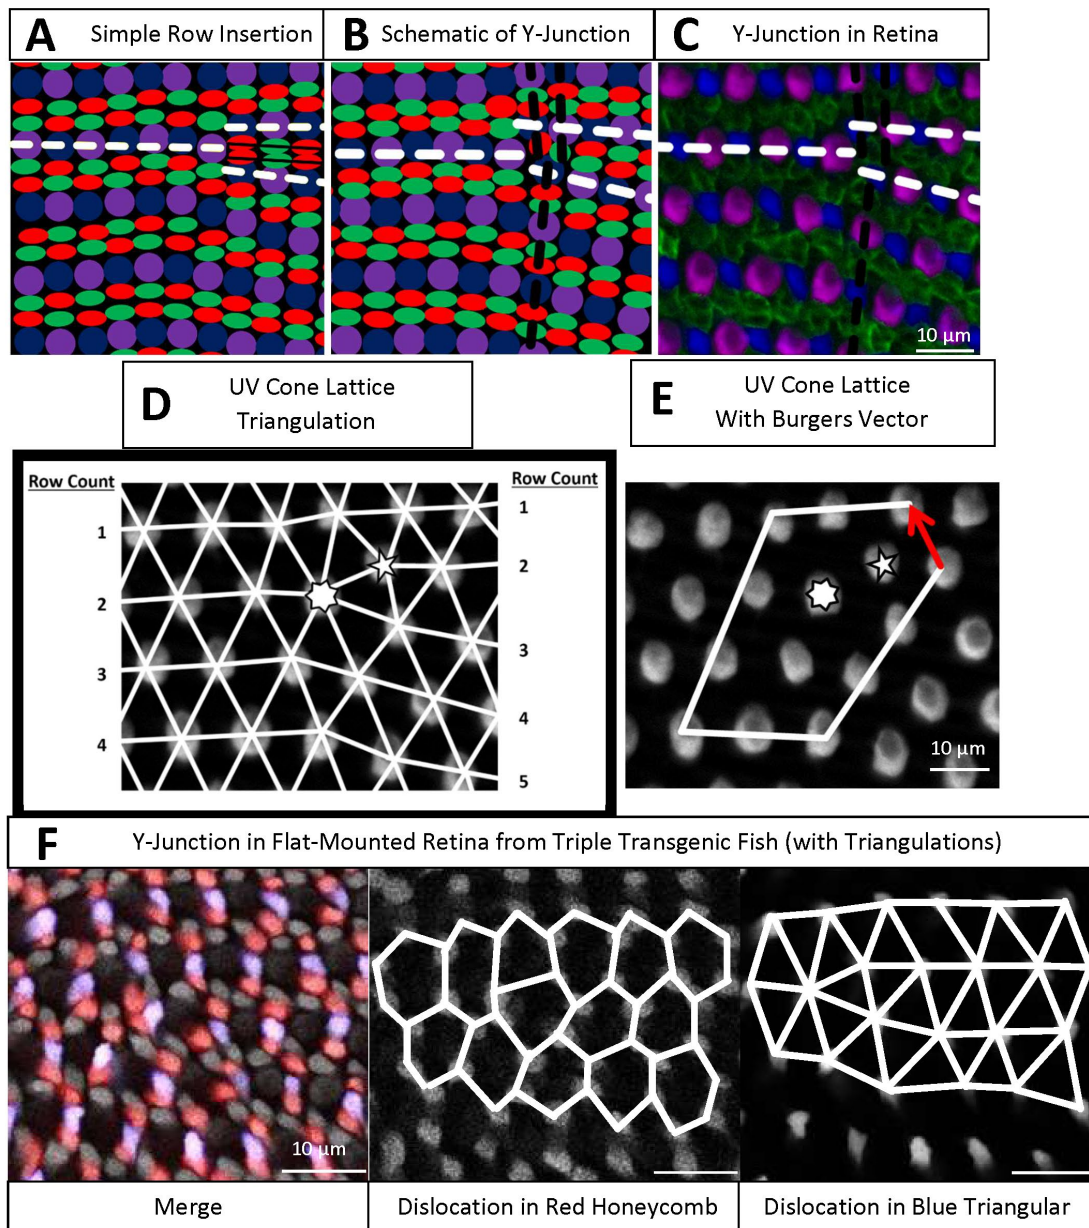 A Simple Row Insertion
B Schematic of Y-Junction
C Y-Junction in Retina
10 µm
D UV Cone Lattice
Triangulation
E UV Cone Lattice
With Burgers Vector
Row Count
Row Count
1
1
2
2
3
3
4
4
5
10 µm
F Y-Junction in Flat-Mounted Retina from Triple Transgenic Fish (with Triangulations)
10 µm
Merge
Dislocation in Red Honeycomb
Dislocation in Blue Triangular